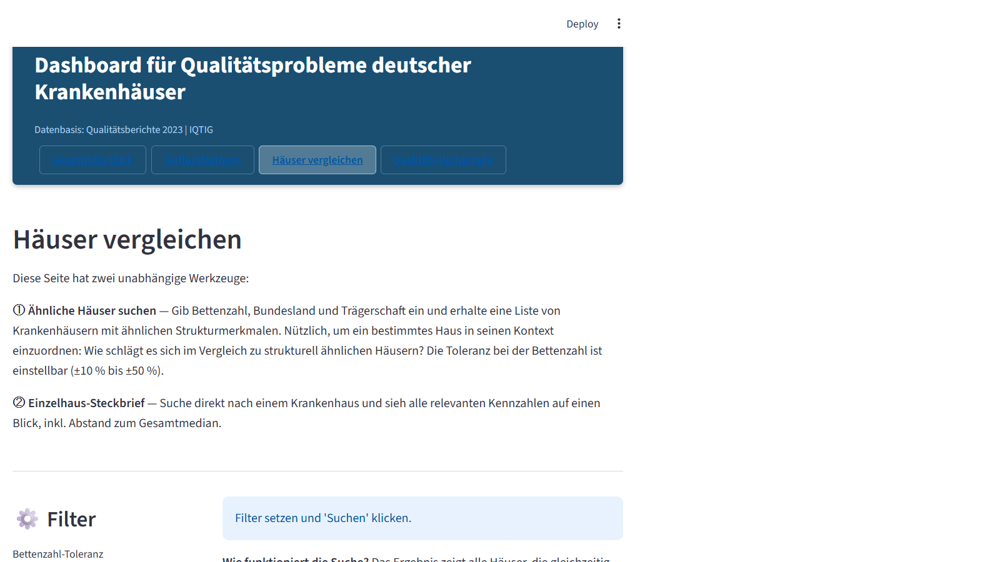 Deploy
Dashboard für Qualitätsprobleme deutscher
Krankenhäuser
Datenbasis: Qualitätsberichte 2023 | IQTIG
Gesamtüberblick Einflussfaktoren Häuser vergleichen Qualitäts-Vorhersage
Häuser vergleichen
Diese Seite hat zwei unabhängige Werkzeuge:
① Ähnliche Häuser suchen — Gib Bettenzahl, Bundesland und Trägerschaft ein und erhalte eine Liste von
Krankenhäusern mit ähnlichen Strukturmerkmalen. Nützlich, um ein bestimmtes Haus in seinen Kontext
einzuordnen: Wie schlägt es sich im Vergleich zu strukturell ähnlichen Häusern? Die Toleranz bei der Bettenzahl ist
einstellbar (±10 % bis ±50 %).
② Einzelhaus-Steckbrief — Suche direkt nach einem Krankenhaus und sieh alle relevanten Kennzahlen auf einen
Blick, inkl. Abstand zum Gesamtmedian.
Filter
Filter setzen und 'Suchen' klicken.
Bettenzahl-Toleranz
Wie funktioniert die Suche? Das Ergebnis zeigt alle Häuser, die gleichzeitig